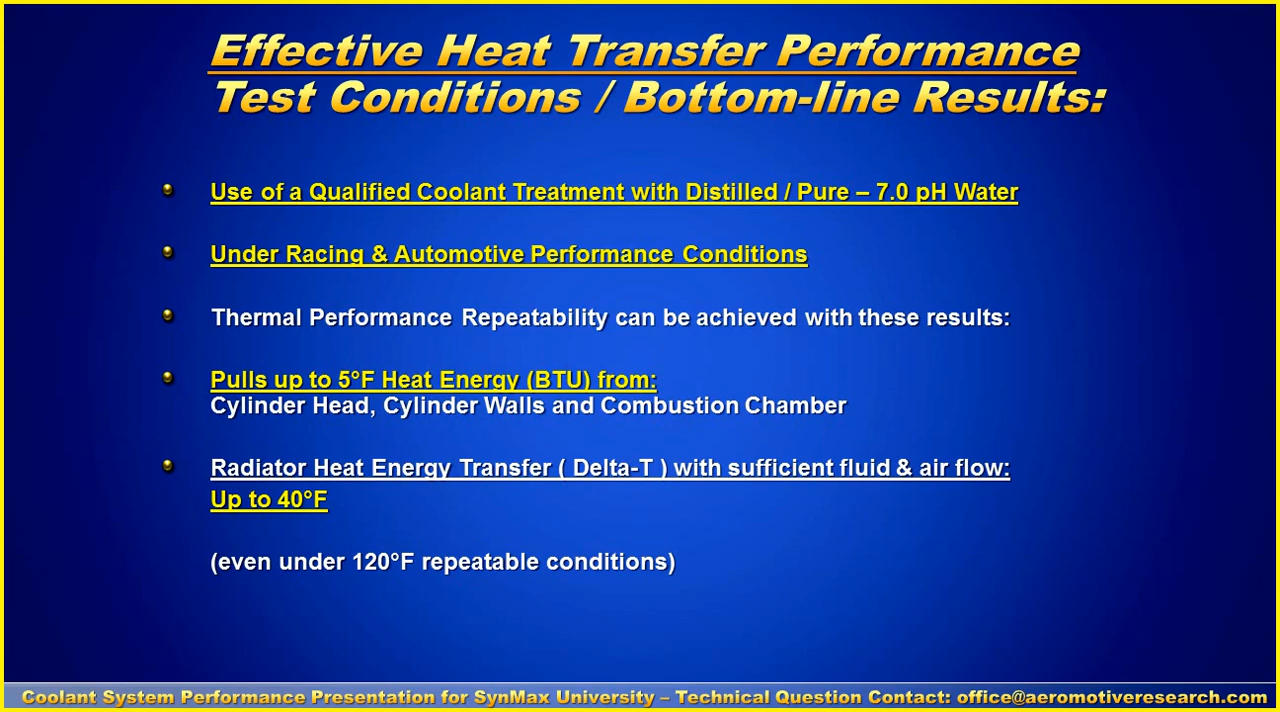 Effective Heat Transfer Performance
Test Conditions / Bottom-line Results:
Use of a Qualified Coolant Treatment with Distilled / Pure – 7.0 pH Water
Under Racing & Automotive Performance Conditions
Thermal Performance Repeatability can be achieved with these results:
Pulls up to 5°F Heat Energy (BTU) from:
Cylinder Head, Cylinder Walls and Combustion Chamber
Radiator Heat Energy Transfer ( Delta-T ) with sufficient fluid & air flow:
Up to 40°F
(even under 120°F repeatable conditions)
Coolant System Performance Presentation for SynMax University – Technical Question Contact: office@aeromotiveresearch.com